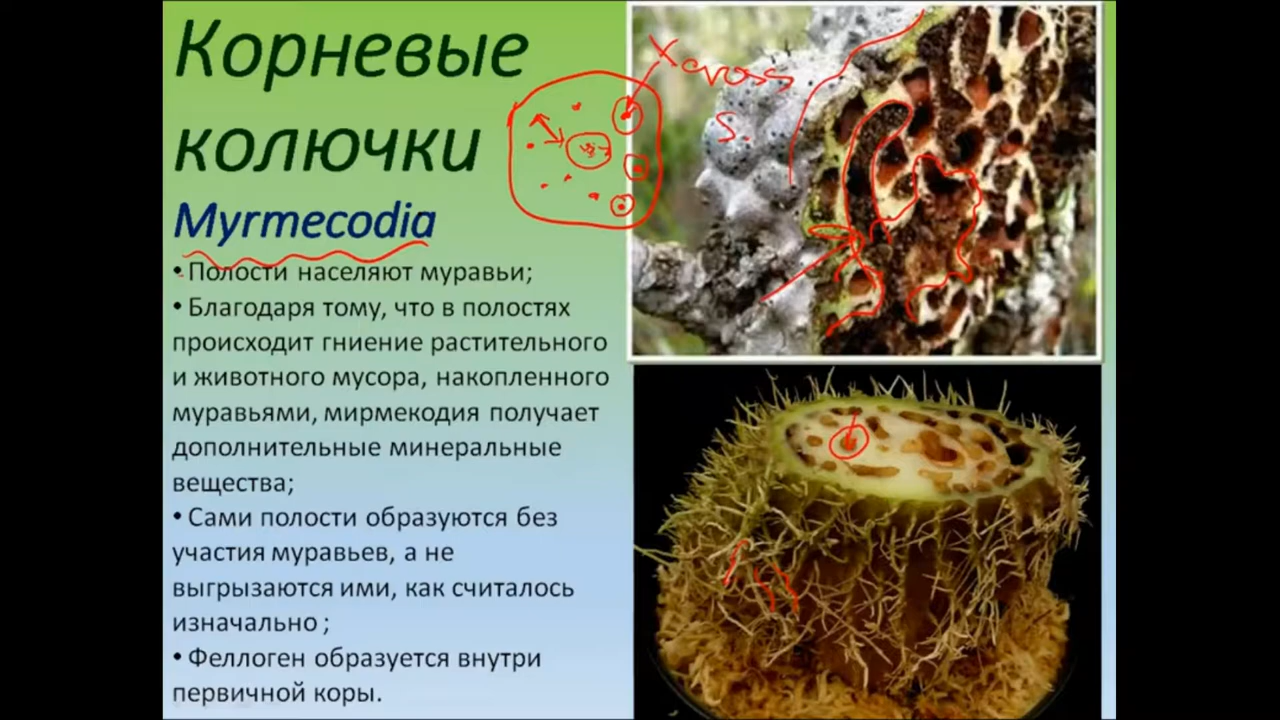 Корневые
колючки
Myrmecodia
• Полости населяют муравьи;
• Благодаря тому, что в полостях
происходит гниение растительного
и животного мусора, накопленного
муравьями, мирмекодия получает
дополнительные минеральные
вещества;
• Сами полости образуются без
участия муравьев, а не
выгрызаются ими, как считалось
изначально ;
• Феллоген образуется внутри
первичной коры.